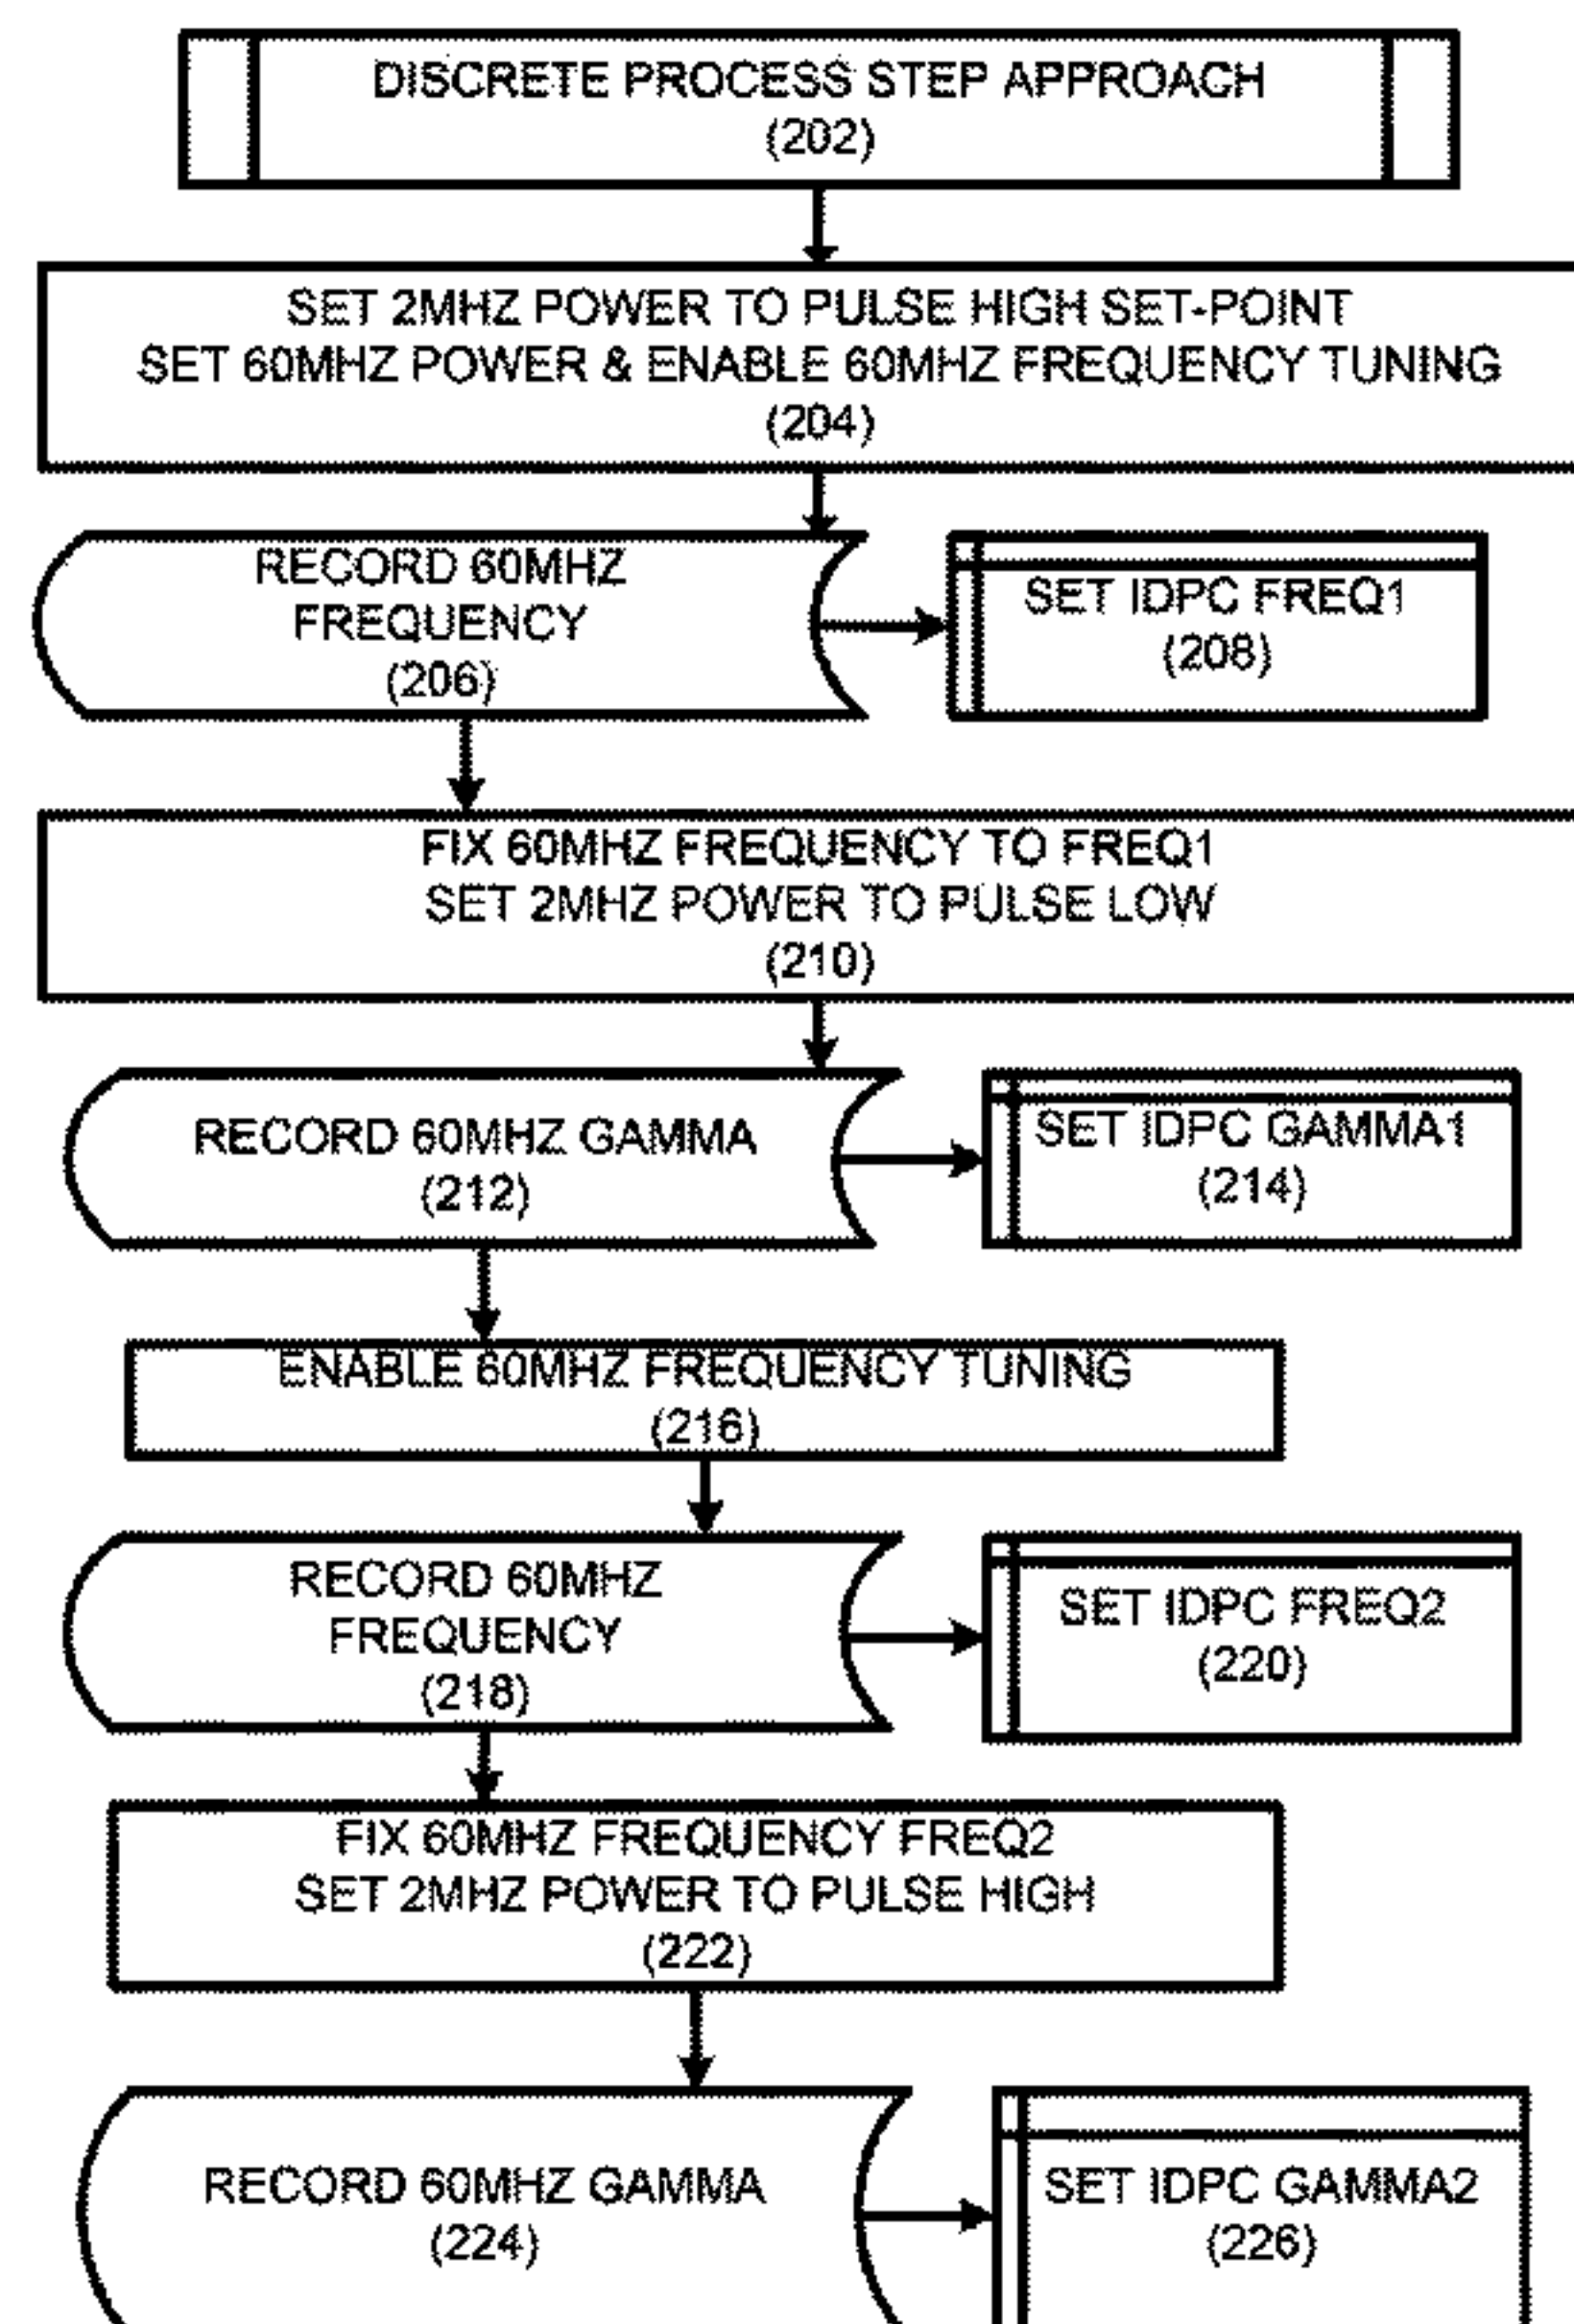 DISCRETE PROCESS STEP APPROACH
(202)
SET 2MHZ POWER TO PULSE HIGH SET-POINT
SET 60MHZ POWER & ENABLE 60MHZ FREQUENCY TUNING
(204)
RECORD 60MHZ
FREQUENCY
(206)
SET IDPC FREQ1
(208)
FIX 60MHZ FREQUENCY TO FREQ1
SET 2MHZ POWER TO PULSE LOW
(210)
RECORD 60MHZ GAMMA
(212)
SET IDPC GAMMA1
(214)
ENABLE 60MHZ FREQUENCY TUNING
(216)
RECORD 60MHZ
FREQUENCY
(218)
SET IDPC FREQ2
(220)
FIX 60MHZ FREQUENCY FREQ2
SET 2MHZ POWER TO PULSE HIGH
(222)
RECORD 60MHZ GAMMA
(224)
SET IDPC GAMMA2
(226)